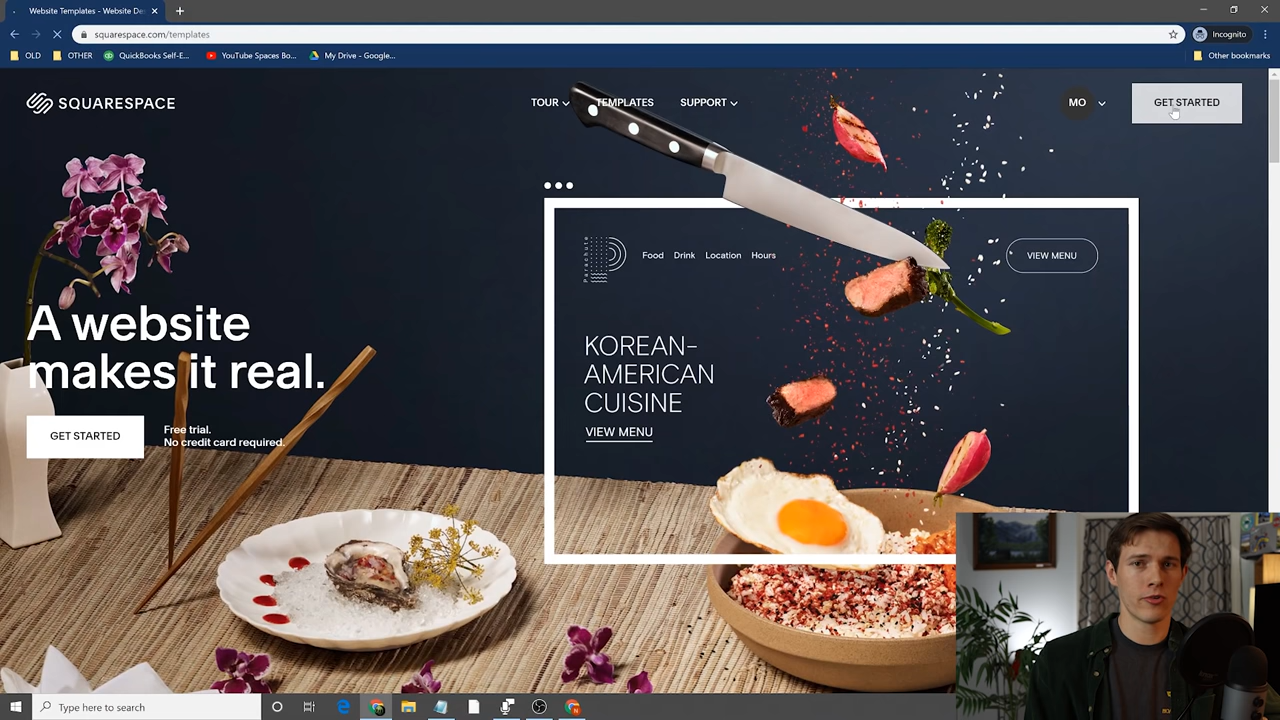 Website Templates - Website De
squarespace.com/templates
Incognito
OLD
OTHER
QuickBooks Self-E...
YouTube Spaces Bo...
My Drive - Google...
Other bookmarks
SQUARESPACE
TOUR
TEMPLATES
SUPPORT
MO
GET STARTED
Parachute
Food
Drink
Location
Hours
VIEW MENU
A website
makes it real.
KOREAN-
AMERICAN
CUISINE
VIEW MENU
GET STARTED
Free trial.
No credit card required.
Type here to search